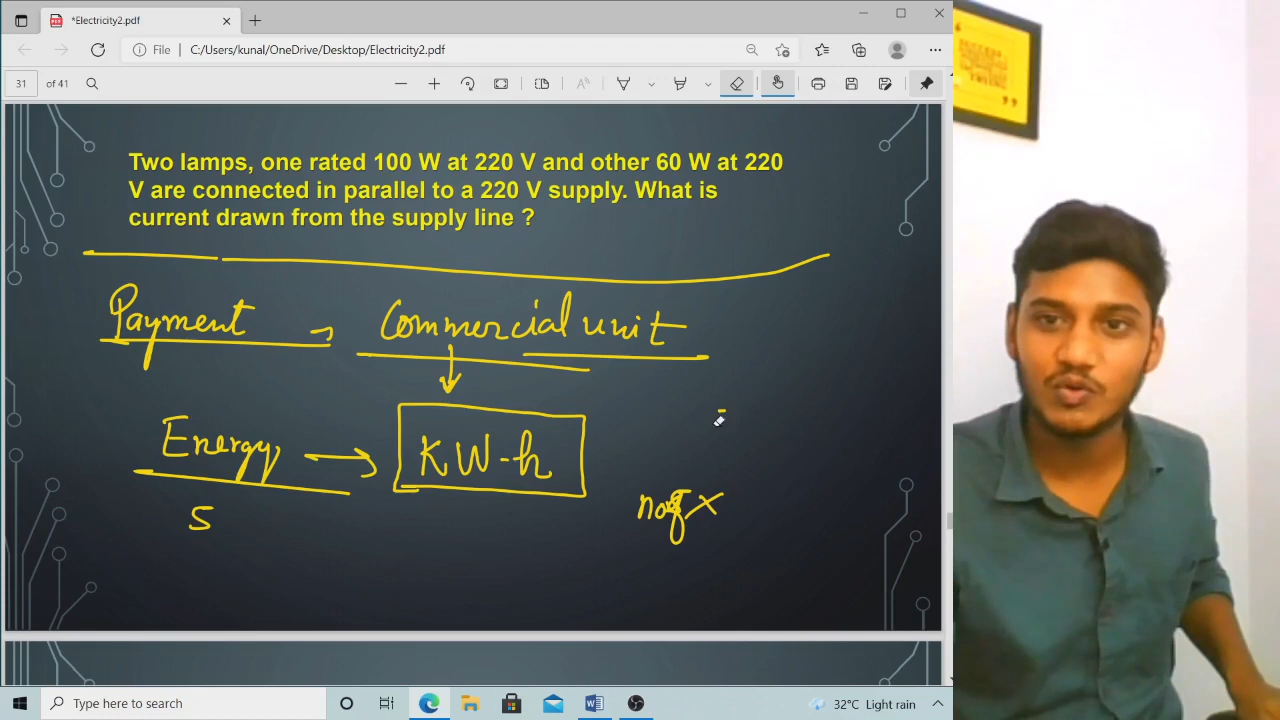 *Electricity2.pdf
File
C:/Users/kunal/OneDrive/Desktop/Electricity2.pdf
31 of 41
Two lamps, one rated 100 W at 220 V and other 60 W at 220
V are connected in parallel to a 220 V supply. What is
current drawn from the supply line ?
Payment → Commercial unit
Energy → KW-h
5
Type here to search
32°C Light rain